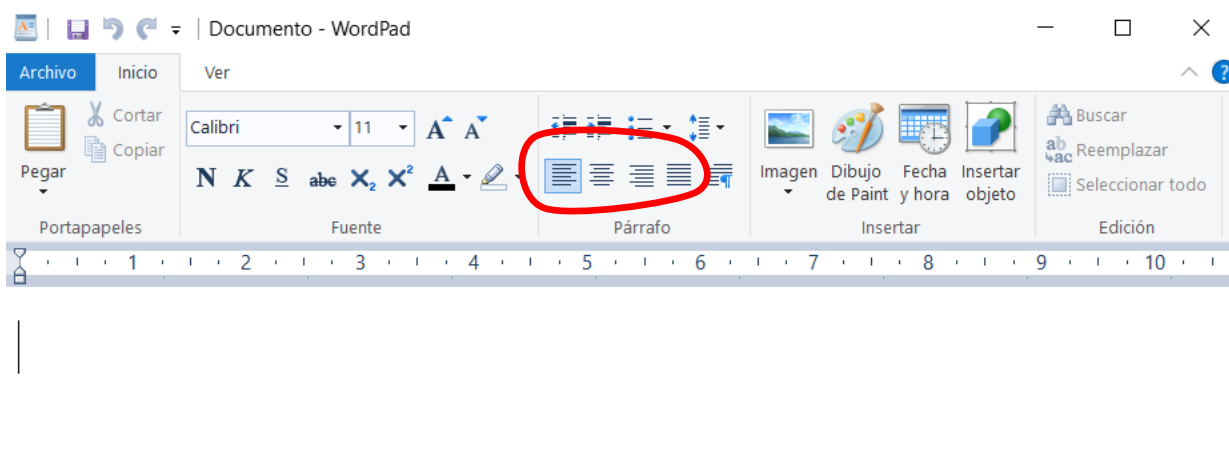 Documento - WordPad
Archivo Inicio Ver ?
Pegar Cortar Copiar
Calibri 11 A A
N K S abc X₂ X² A
Imagen Dibujo de Paint Fecha y hora Insertar objeto
Buscar
Reemplazar
Seleccionar todo
Portapapeles Fuente Párrafo Insertar Edición
1 2 3 4 5 6 7 8 9 10